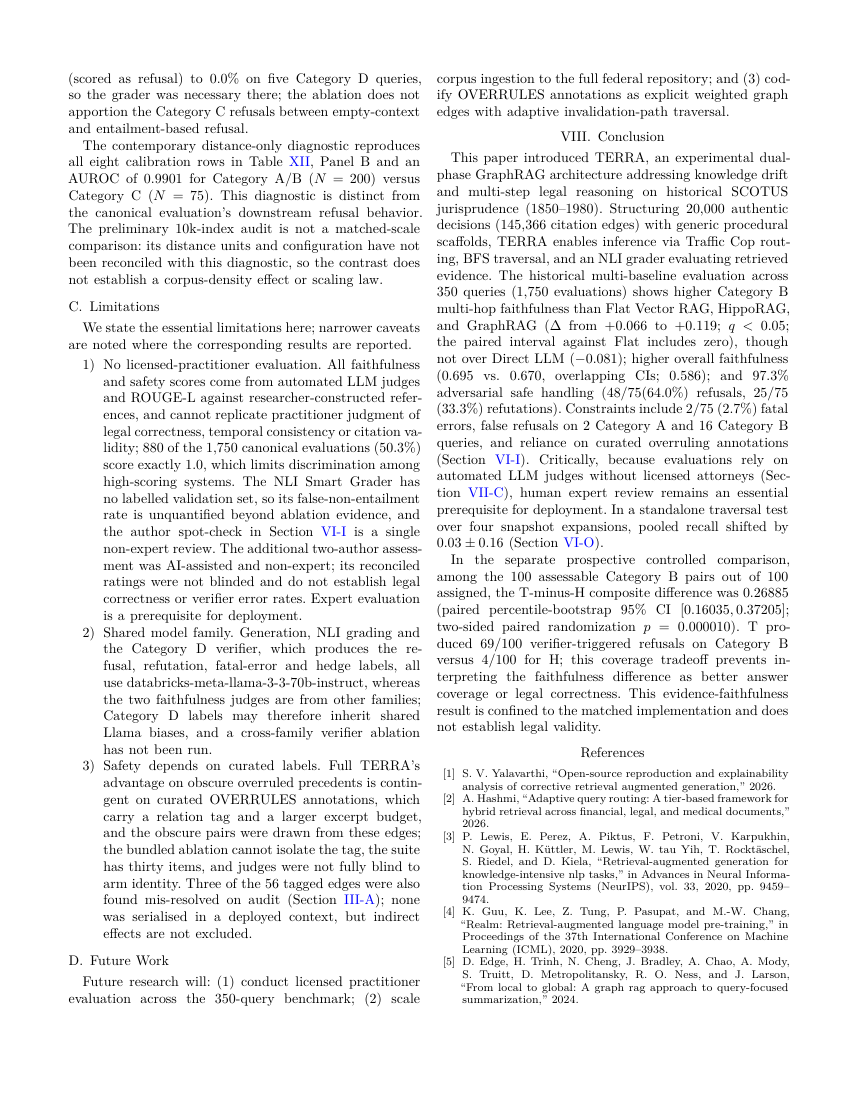 (scored as refusal) to 0.0% on five Category D queries,
so the grader was necessary there; the ablation does not
apportion the Category C refusals between empty-context
and entailment-based refusal.
The contemporary distance-only diagnostic reproduces
all eight calibration rows in Table XII, Panel B and an
AUROC of 0.9901 for Category A/B (N = 200) versus
Category C (N = 75). This diagnostic is distinct from
the canonical evaluation's downstream refusal behavior.
The preliminary 10k-index audit is not a matched-scale
comparison: its distance units and configuration have not
been reconciled with this diagnostic, so the contrast does
not establish a corpus-density effect or scaling law.
C. Limitations
We state the essential limitations here; narrower caveats
are noted where the corresponding results are reported.
1) No licensed-practitioner evaluation. All faithfulness
and safety scores come from automated LLM judges
and ROUGE-L against researcher-constructed refer-
ences, and cannot replicate practitioner judgment of
legal correctness, temporal consistency or citation va-
lidity; 880 of the 1,750 canonical evaluations (50.3%)
score exactly 1.0, which limits discrimination among
high-scoring systems. The NLI Smart Grader has
no labelled validation set, so its false-non-entailment
rate is unquantified beyond ablation evidence, and
the author spot-check in Section VI-I is a single
non-expert review. The additional two-author assess-
ment was AI-assisted and non-expert; its reconciled
ratings were not blinded and do not establish legal
correctness or verifier error rates. Expert evaluation
is a prerequisite for deployment.
2) Shared model family. Generation, NLI grading and
the Category D verifier, which produces the re-
fusal, refutation, fatal-error and hedge labels, all
use databricks-meta-llama-3-3-70b-instruct, whereas
the two faithfulness judges are from other families;
Category D labels may therefore inherit shared
Llama biases, and a cross-family verifier ablation
has not been run.
3) Safety depends on curated labels. Full TERRA's
advantage on obscure overruled precedents is contin-
gent on curated OVERRULES annotations, which
carry a relation tag and a larger excerpt budget,
and the obscure pairs were drawn from these edges;
the bundled ablation cannot isolate the tag, the suite
has thirty items, and judges were not fully blind to
arm identity. Three of the 56 tagged edges were also
found mis-resolved on audit (Section III-A); none
was serialised in a deployed context, but indirect
effects are not excluded.
D. Future Work
Future research will: (1) conduct licensed practitioner
evaluation across the 350-query benchmark; (2) scale
corpus ingestion to the full federal repository; and (3) cod-
ify OVERRULES annotations as explicit weighted graph
edges with adaptive invalidation-path traversal.
VIII. Conclusion
This paper introduced TERRA, an experimental dual-
phase GraphRAG architecture addressing knowledge drift
and multi-step legal reasoning on historical SCOTUS
jurisprudence (1850–1980). Structuring 20,000 authentic
decisions (145,366 citation edges) with generic procedural
scaffolds, TERRA enables inference via Traffic Cop rout-
ing, BFS traversal, and an NLI grader evaluating retrieved
evidence. The historical multi-baseline evaluation across
350 queries (1,750 evaluations) shows higher Category B
multi-hop faithfulness than Flat Vector RAG, HippoRAG,
and GraphRAG (Δ from +0.066 to +0.119; q < 0.05;
the paired interval against Flat includes zero), though
not over Direct LLM (−0.081); higher overall faithfulness
(0.695 vs. 0.670, overlapping CIs; 0.586); and 97.3%
adversarial safe handling (48/75(64.0%) refusals, 25/75
(33.3%) refutations). Constraints include 2/75 (2.7%) fatal
errors, false refusals on 2 Category A and 16 Category B
queries, and reliance on curated overruling annotations
(Section VI-I). Critically, because evaluations rely on
automated LLM judges without licensed attorneys (Sec-
tion VII-C), human expert review remains an essential
prerequisite for deployment. In a standalone traversal test
over four snapshot expansions, pooled recall shifted by
0.03 ± 0.16 (Section VI-O).
In the separate prospective controlled comparison,
among the 100 assessable Category B pairs out of 100
assigned, the T-minus-H composite difference was 0.26885
(paired percentile-bootstrap 95% CI [0.16035, 0.37205];
two-sided paired randomization p = 0.000010). T pro-
duced 69/100 verifier-triggered refusals on Category B
versus 4/100 for H; this coverage tradeoff prevents in-
terpreting the faithfulness difference as better answer
coverage or legal correctness. This evidence-faithfulness
result is confined to the matched implementation and does
not establish legal validity.
References
[1] S. V. Yalavarthi, “Open-source reproduction and explainability
analysis of corrective retrieval augmented generation,” 2026.
[2] A. Hashmi, “Adaptive query routing: A tier-based framework for
hybrid retrieval across financial, legal, and medical documents,”
2026.
[3] P. Lewis, E. Perez, A. Piktus, F. Petroni, V. Karpukhin,
N. Goyal, H. Küttler, M. Lewis, W. tau Yih, T. Rocktäschel,
S. Riedel, and D. Kiela, “Retrieval-augmented generation for
knowledge-intensive nlp tasks,” in Advances in Neural Informa-
tion Processing Systems (NeurIPS), vol. 33, 2020, pp. 9459–
9474.
[4] K. Guu, K. Lee, Z. Tung, P. Pasupat, and M.-W. Chang,
“Realm: Retrieval-augmented language model pre-training,” in
Proceedings of the 37th International Conference on Machine
Learning (ICML), 2020, pp. 3929–3938.
[5] D. Edge, H. Trinh, N. Cheng, J. Bradley, A. Chao, A. Mody,
S. Truitt, D. Metropolitansky, R. O. Ness, and J. Larson,
“From local to global: A graph rag approach to query-focused
summarization,” 2024.